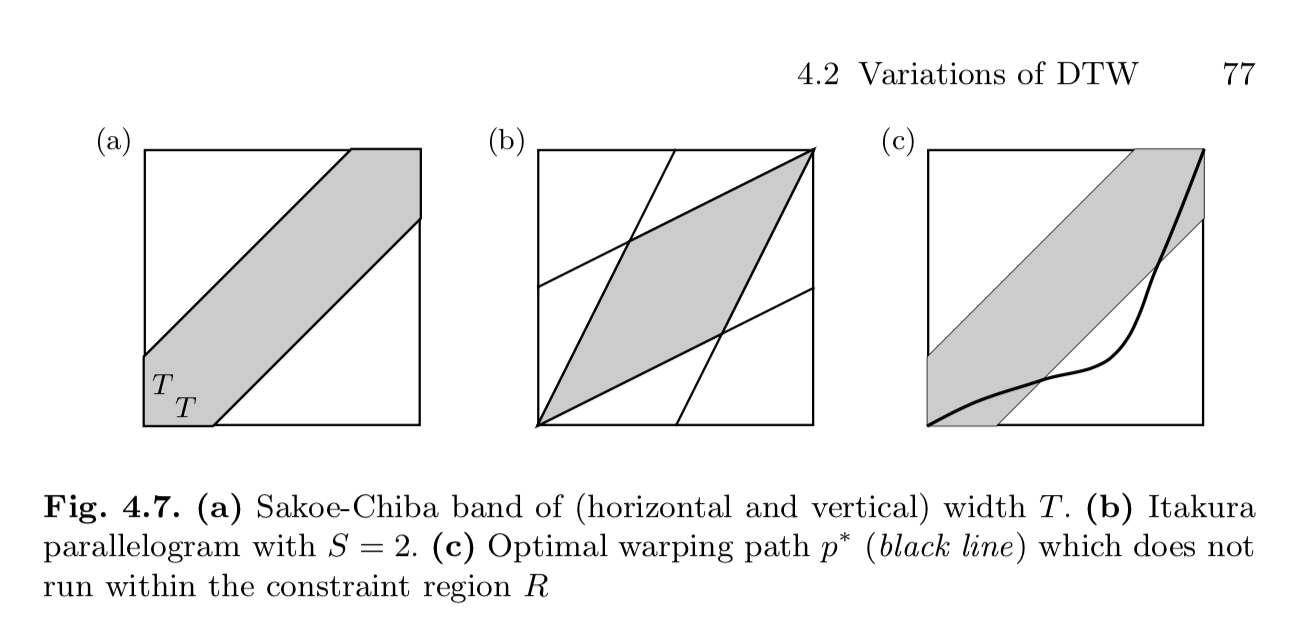 4.2 Variations of DTW 77
(a)
(b)
(c)
T
T
Fig. 4.7. (a) Sakoe-Chiba band of (horizontal and vertical) width T. (b) Itakura
parallelogram with S = 2. (c) Optimal warping path p* (black line) which does not
run within the constraint region R